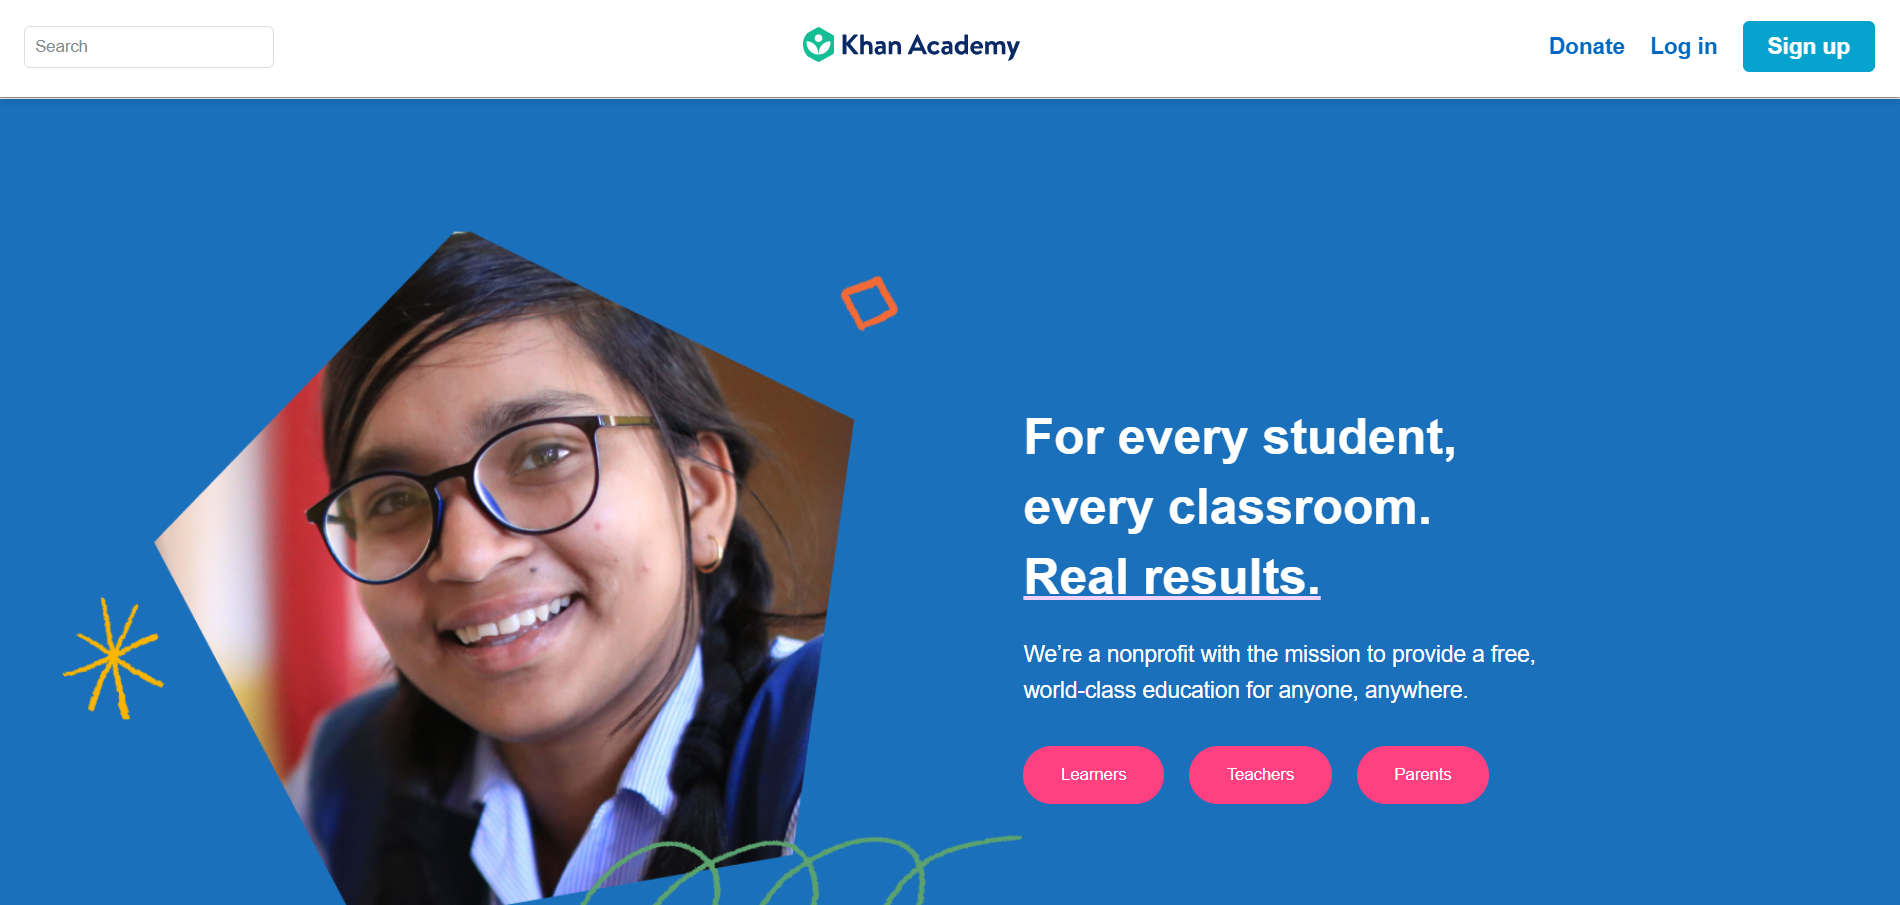 Search
Khan Academy
Donate
Log in
Sign up
For every student,
every classroom.
Real results.
We’re a nonprofit with the mission to provide a free,
world-class education for anyone, anywhere.
Learners
Teachers
Parents